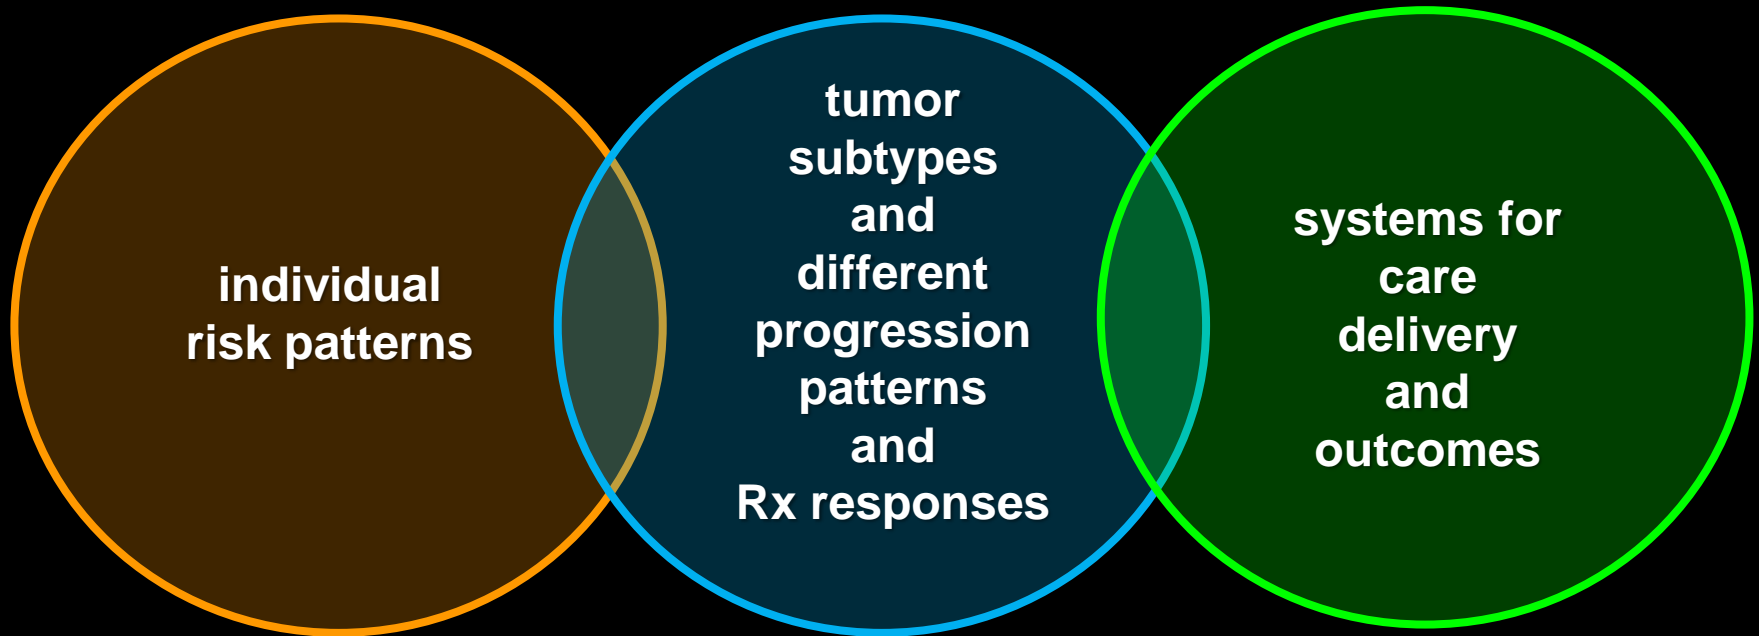 individual
risk patterns
tumor
subtypes
and
different
progression
patterns
and
Rx responses
systems for
care
delivery
and
outcomes